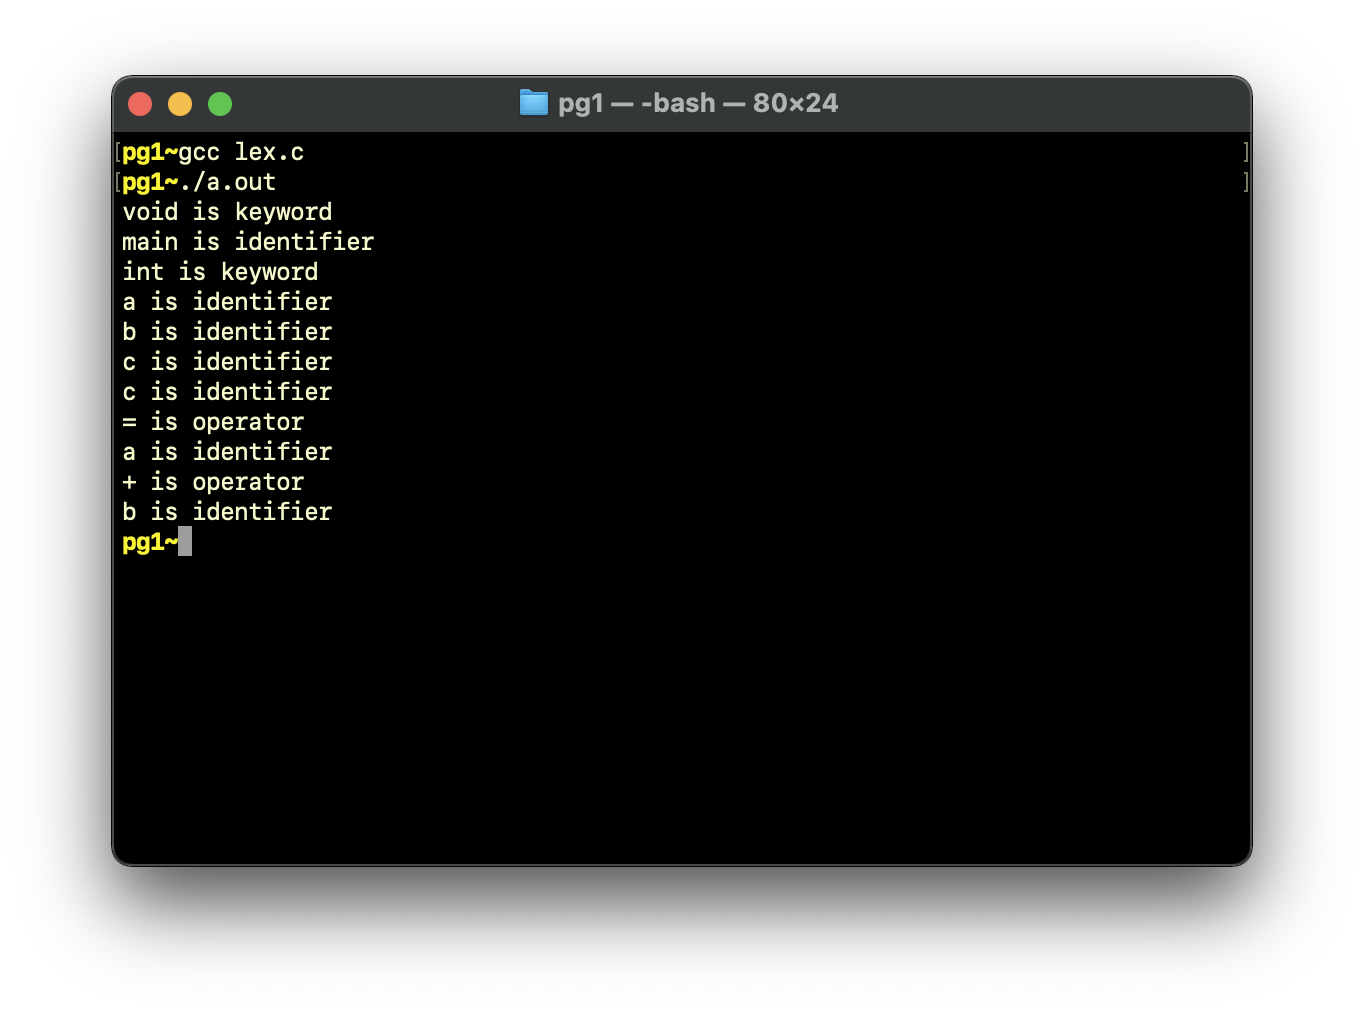 pg1 — -bash — 80×24
[pg1~gcc lex.c ]
[pg1~./a.out ]
void is keyword
main is identifier
int is keyword
a is identifier
b is identifier
c is identifier
c is identifier
= is operator
a is identifier
+ is operator
b is identifier
pg1~